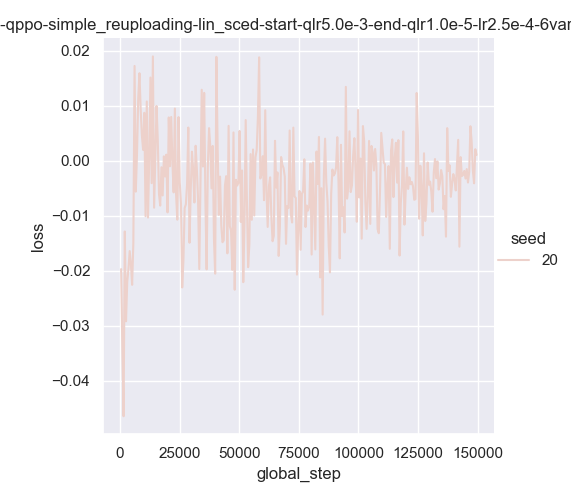 -qppo-simple_reuploading-lin_sced-start-qlr5.0e-3-end-qlr1.0e-5-lr2.5e-4-6var
0.02
0.01
0.00
−0.01
−0.02
−0.03
−0.04
loss
seed
20
0 25000 50000 75000 100000 125000 150000
global_step